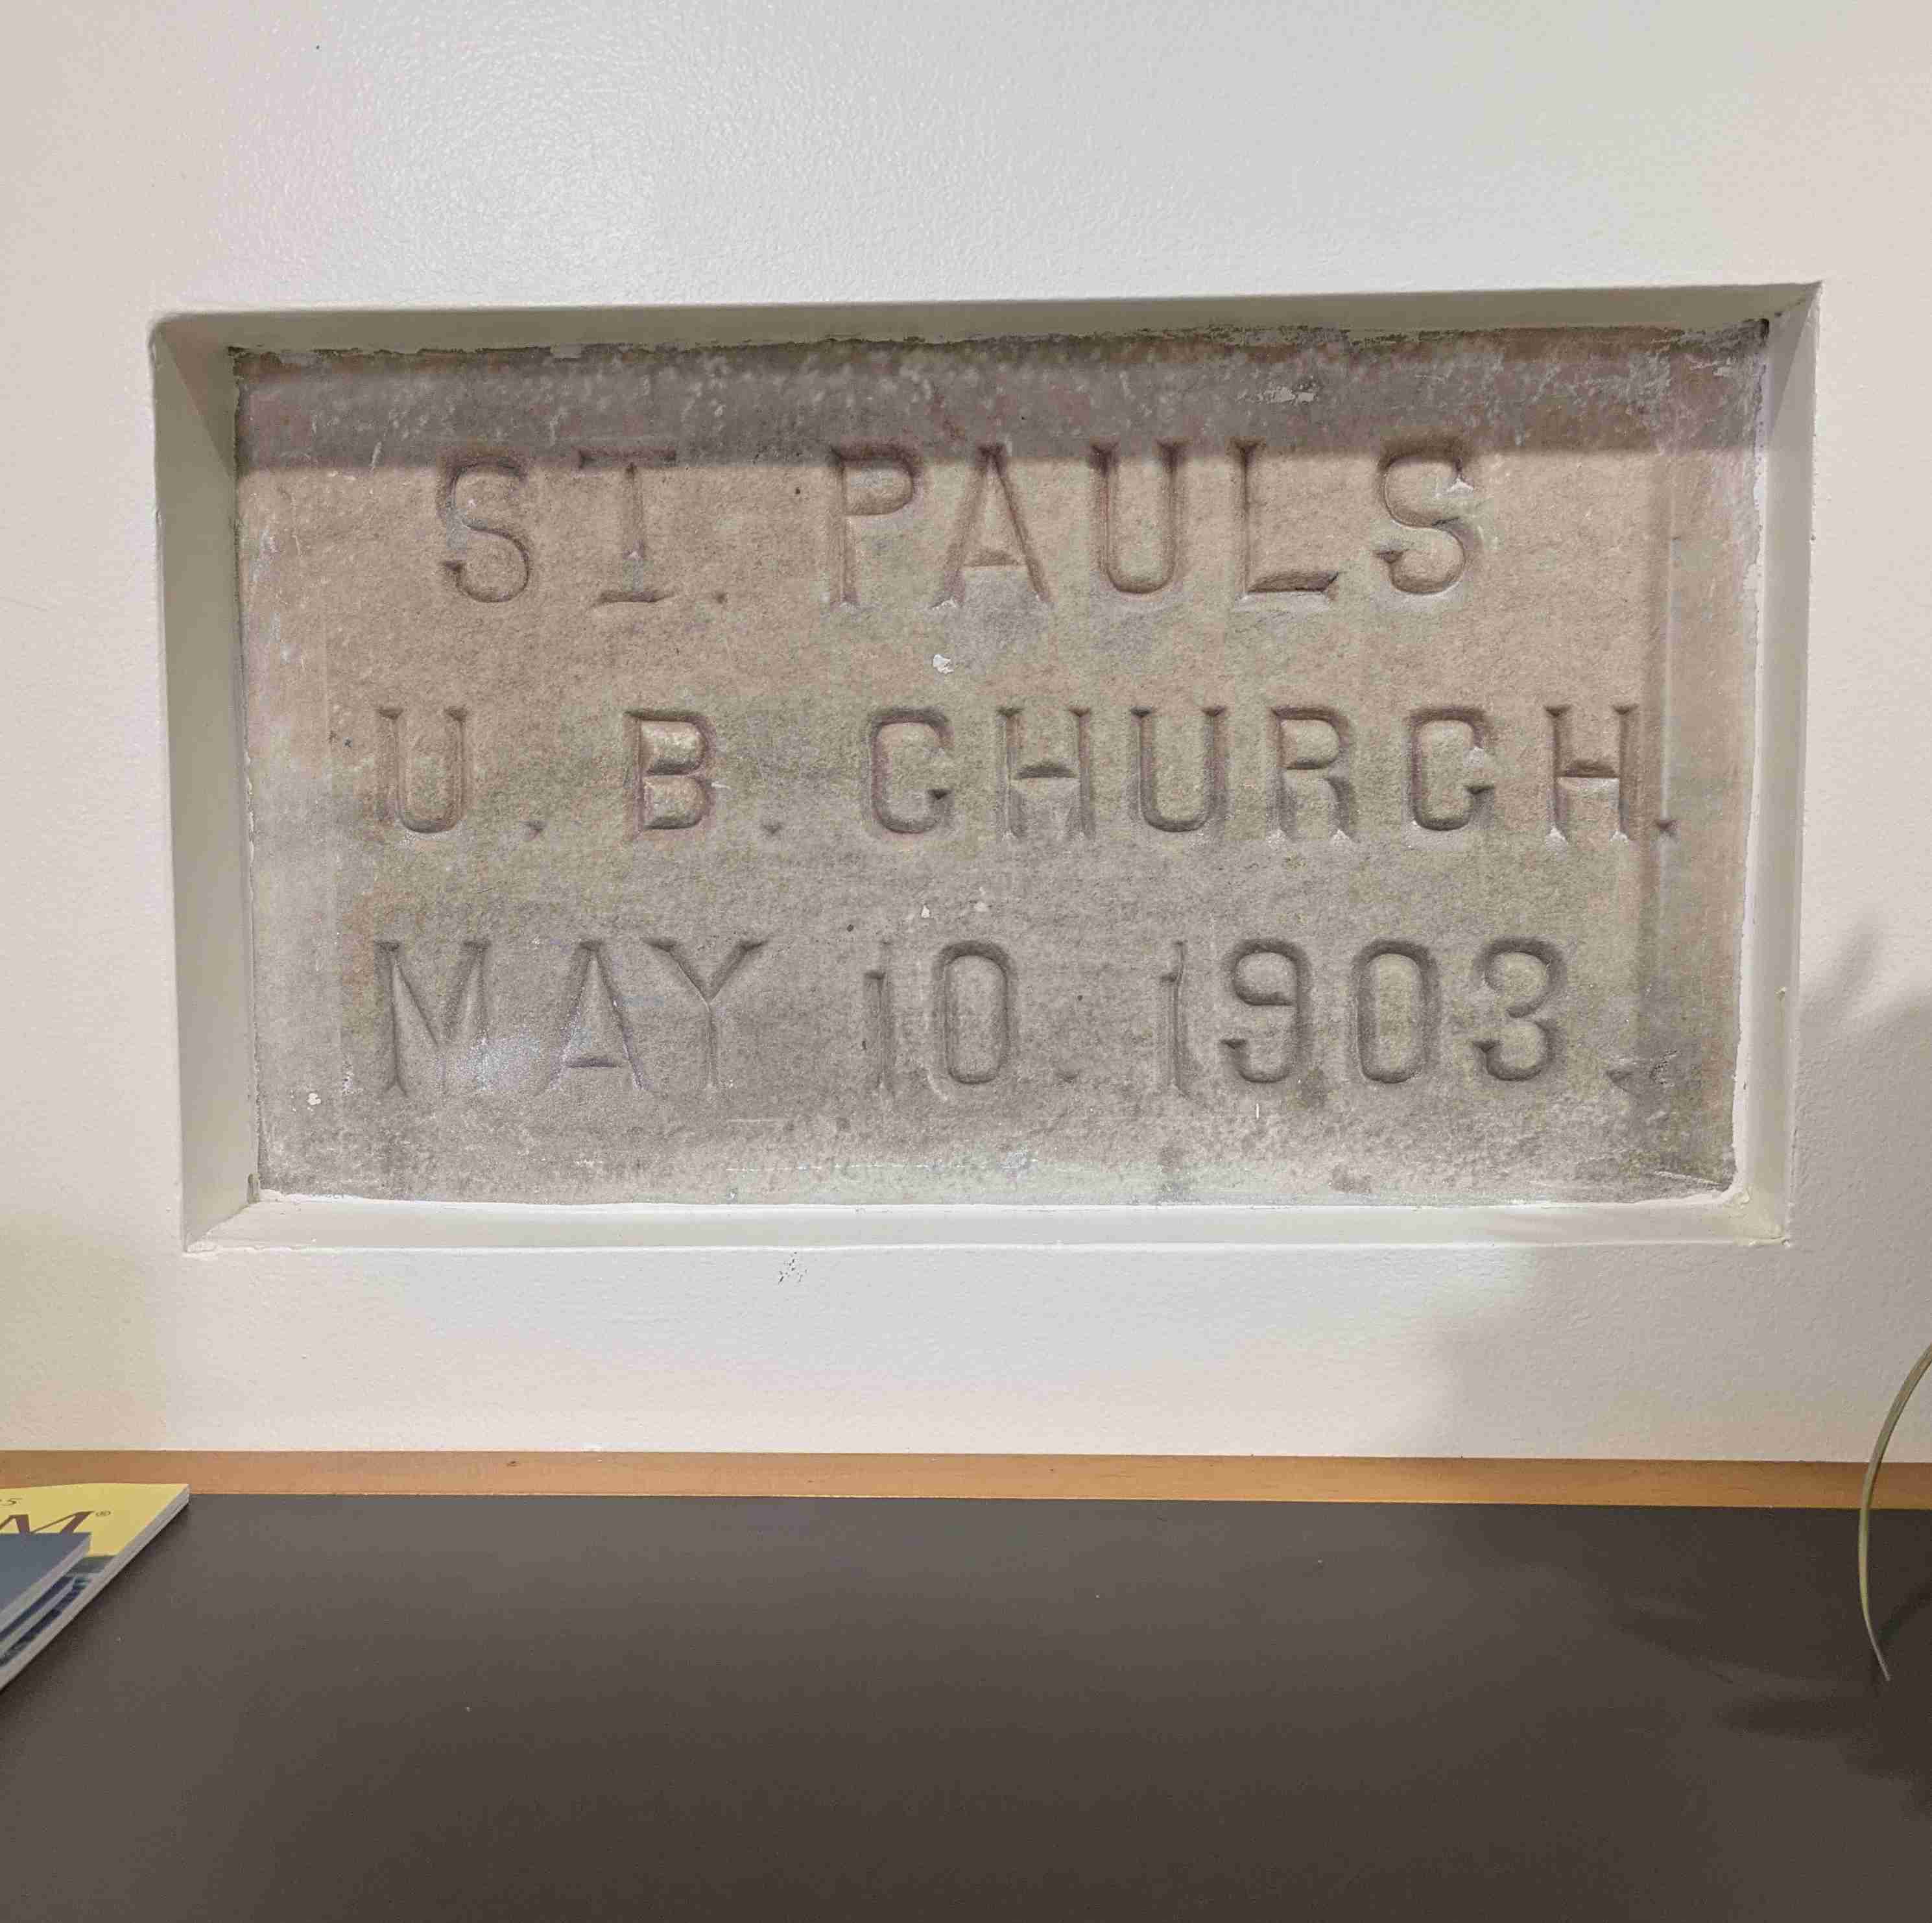 ST. PAULS
U. B. CHURCH.
MAY 10. 1903.
M®